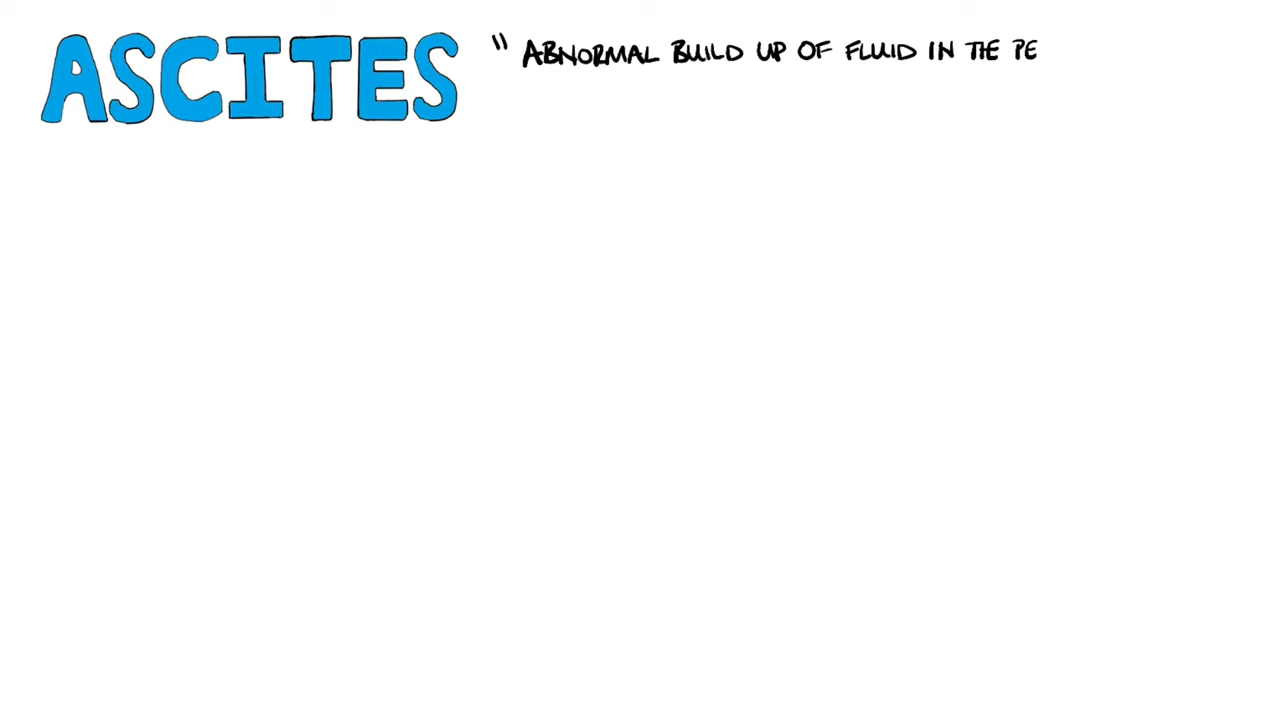 ASCITES
" ABNORMAL BUILD UP OF FLUID IN THE PE